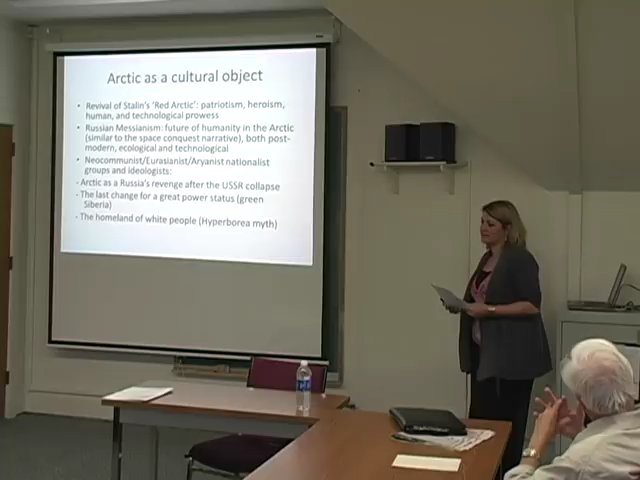 Arctic as a cultural object
• Revival of Stalin's 'Red Arctic': patriotism, heroism,
human, and technological prowess
• Russian Messianism: future of humanity in the Arctic
(similar to the space conquest narrative), both post-
modern, ecological and technological
• Neocommunist/Eurasianist/Aryanist nationalist
groups and ideologists:
- Arctic as a Russia's revenge after the USSR collapse
- The last change for a great power status (green
Siberia)
- The homeland of white people (Hyperborea myth)